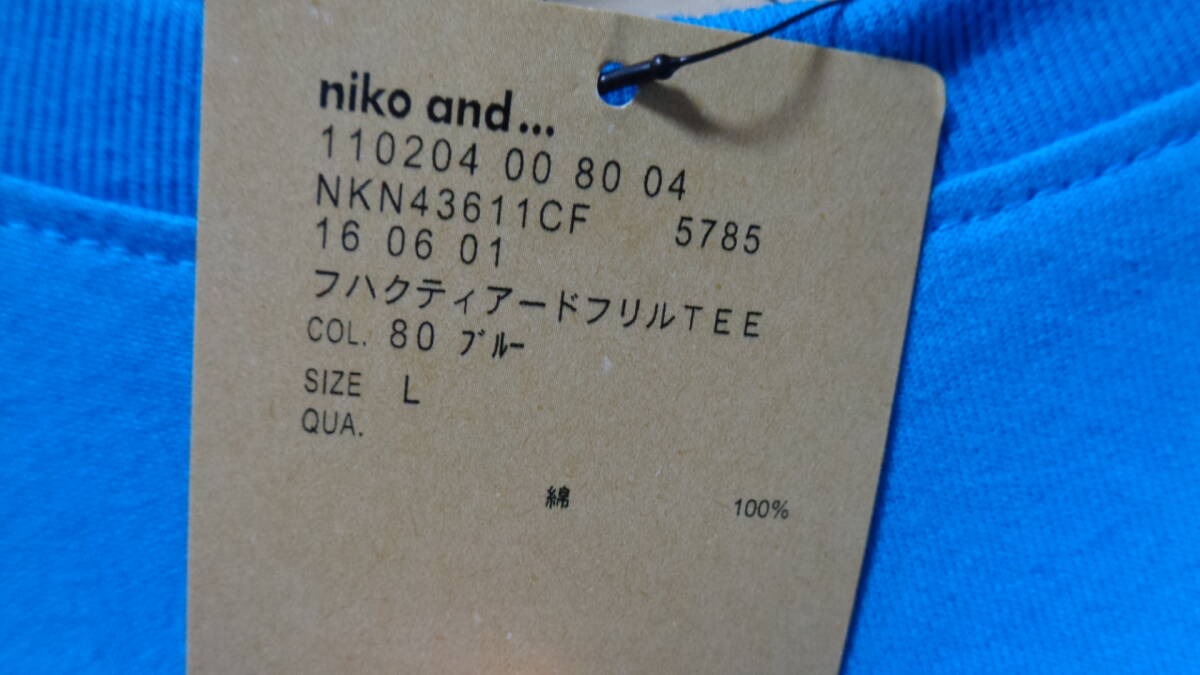 niko and...
110204 00 80 04
NKN43611CF 5785
16 06 01
フハクティアードフリルTEE
COL. 80 ブルー
SIZE L
QUA.
綿 100%